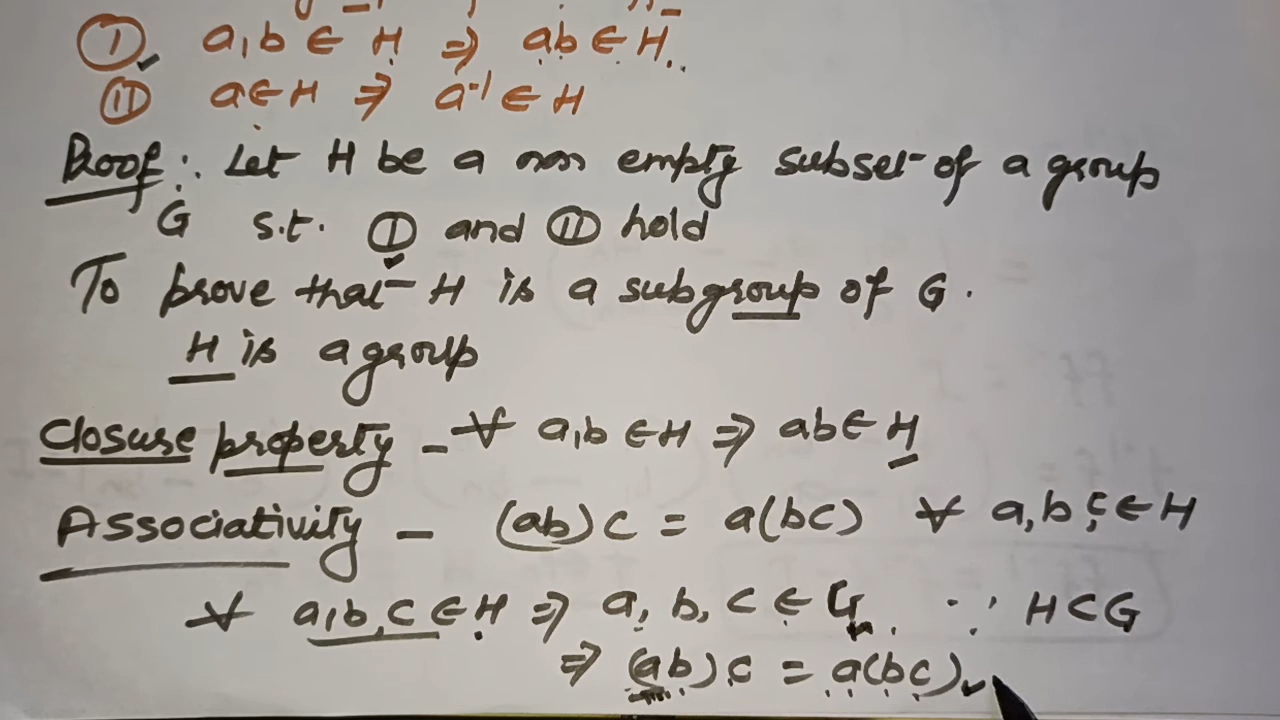 I a, b ∈ H ⇒ ab ∈ H.
II a ∈ H ⇒ a⁻¹ ∈ H
Proof: Let H be a non empty subset of a group
G s.t. I and II hold
To prove that H is a subgroup of G.
H is a group
Closure property - ∀ a, b ∈ H ⇒ ab ∈ H
Associativity - (ab)c = a(bc) ∀ a, b c ∈ H
∀ a, b, c ∈ H ⇒ a, b, c ∈ G. ∵ H ⊂ G
⇒ (ab)c = a(bc)